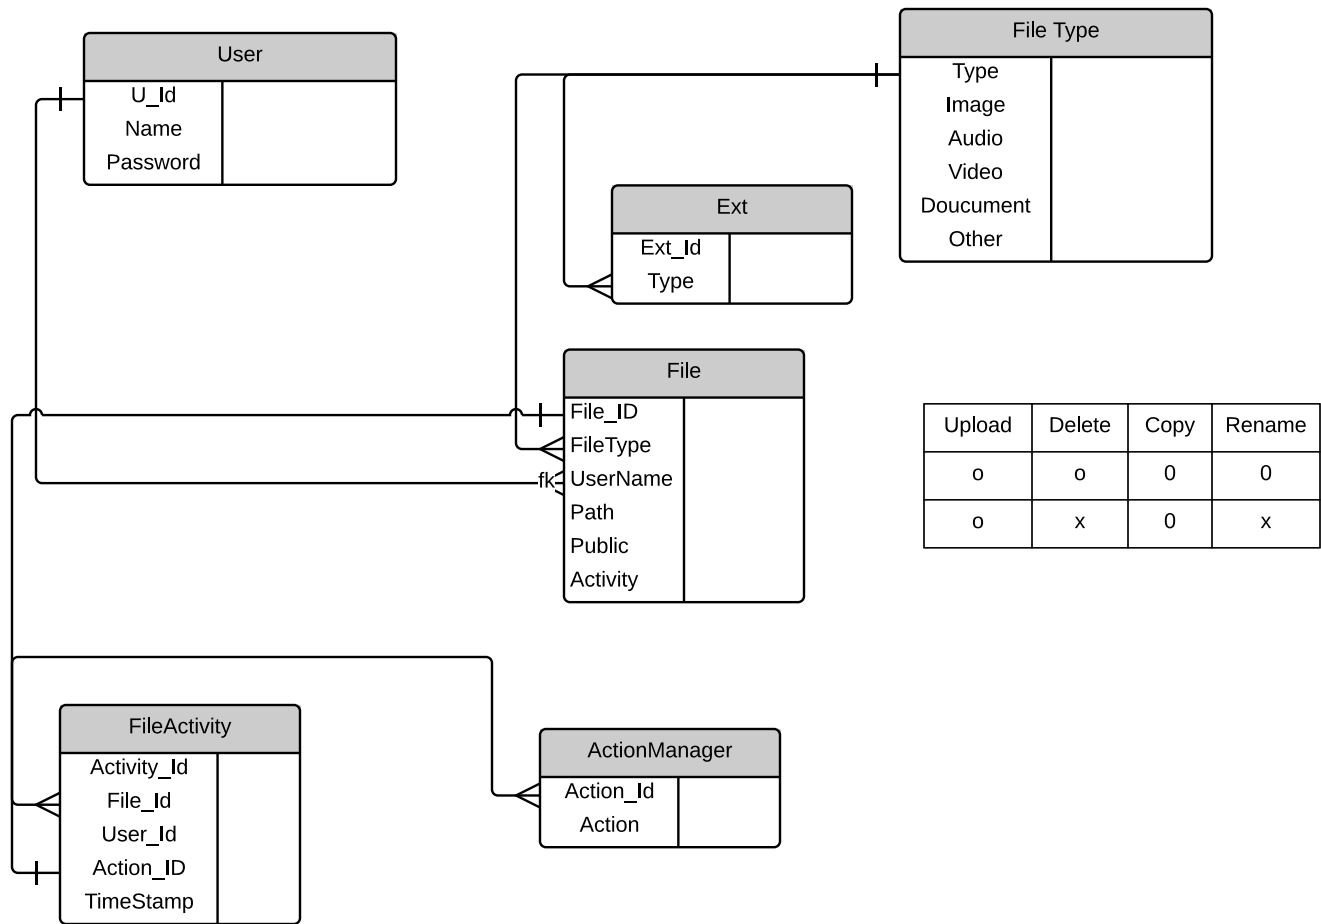 User
U_Id
Name
Password
File Type
Type
Image
Audio
Video
Doucument
Other
Ext
Ext_Id
Type
File
File_ID
FileType
fk UserName
Path
Public
Activity
Upload Delete Copy Rename
o o 0 0
o x 0 x
FileActivity
Activity_Id
File_Id
User_Id
Action_ID
TimeStamp
ActionManager
Action_Id
Action